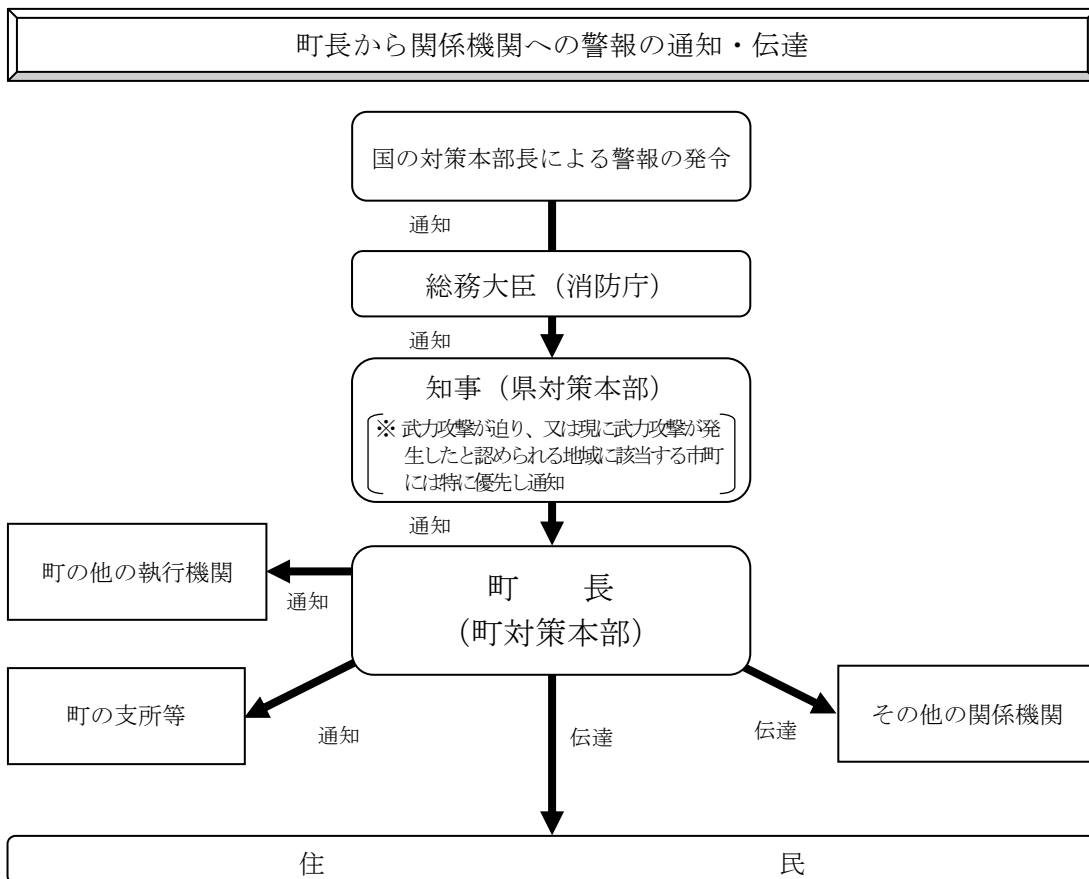 町長から関係機関への警報の通知・伝達
国の対策本部長による警報の発令
通知
総務大臣（消防庁）
通知
知事（県対策本部）
※ 武力攻撃が迫り、又は現に武力攻撃が発
生したと認められる地域に該当する市町
には特に優先し通知
通知
町の他の執行機関
通知
町　　長
（町対策本部）
町の支所等
通知
伝達
伝達
その他の関係機関
住　　民